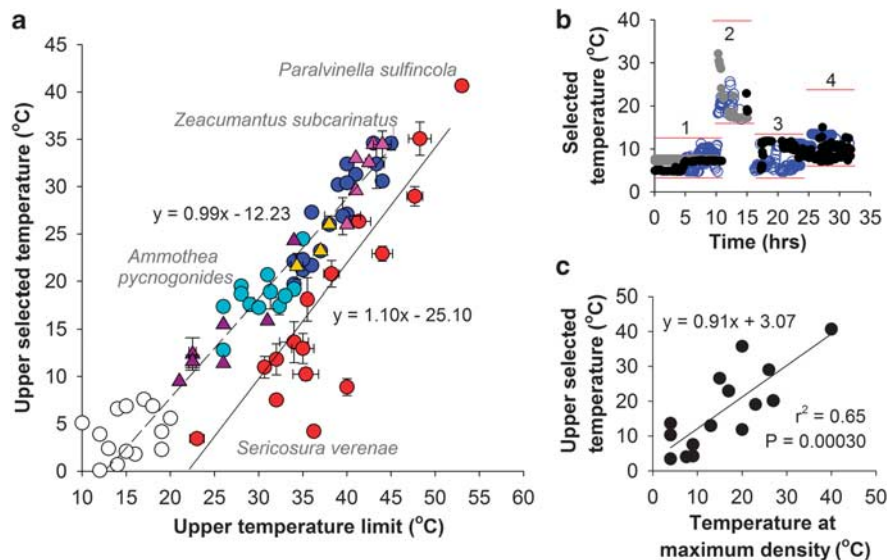 a
Upper selected temperature (°C)
45
40
35
30
25
20
15
10
5
0
10 15 20 25 30 35 40 45 50 55 60
Upper temperature limit (°C)
Paralvinella sulfincola
Zeacumantus subcarinatus
y = 0.99x - 12.23
Ammothea
pycnogonides
y = 1.10x - 25.10
Sericosura verenae
b
Selected
temperature (°C)
40
30
20
10
0
1
2
3
4
0 5 10 15 20 25 30 35
Time (hrs)
c
Upper selected
temperature (°C)
50
40
30
20
10
0
y = 0.91x + 3.07
r² = 0.65
P = 0.00030
0 10 20 30 40 50
Temperature at
maximum density (°C)